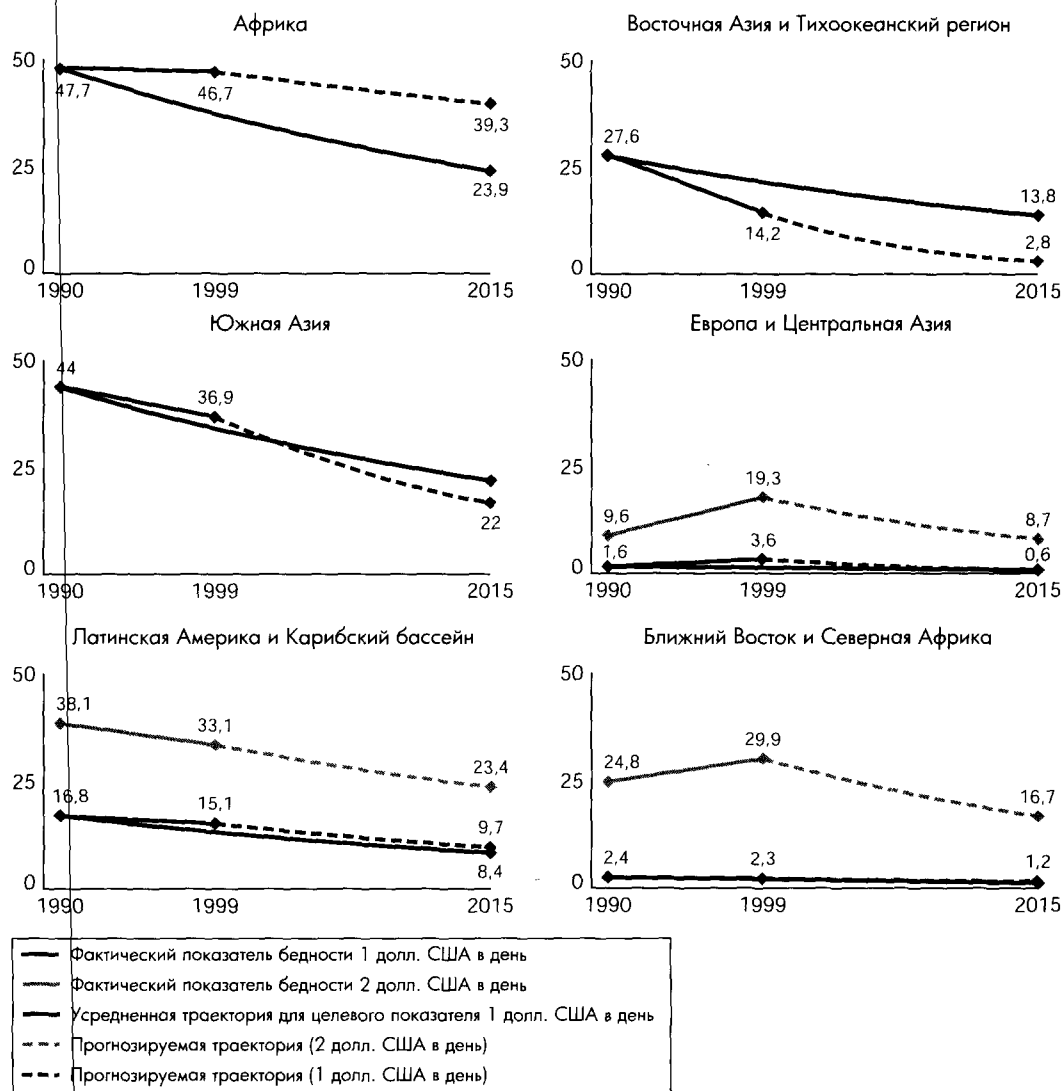 Африка
50
47,7
46,7
39,3
25
23,9
0
1990 1999 2015
Восточная Азия и Тихоокеанский регион
50
27,6
25
14,2
13,8
2,8
0
1990 1999 2015
Южная Азия
50
44
36,9
25
22
0
1990 1999 2015
Европа и Центральная Азия
50
25
19,3
9,6
8,7
3,6
1,6
0,6
0
1990 1999 2015
Латинская Америка и Карибский бассейн
50
38,1
33,1
25
23,4
16,8
15,1
9,7
8,4
0
1990 1999 2015
Ближний Восток и Северная Африка
50
29,9
24,8
25
16,7
2,4
2,3
1,2
0
1990 1999 2015
Фактический показатель бедности 1 долл. США в день
Фактический показатель бедности 2 долл. США в день
Усредненная траектория для целевого показателя 1 долл. США в день
Прогнозируемая траектория (2 долл. США в день)
Прогнозируемая траектория (1 долл. США в день)